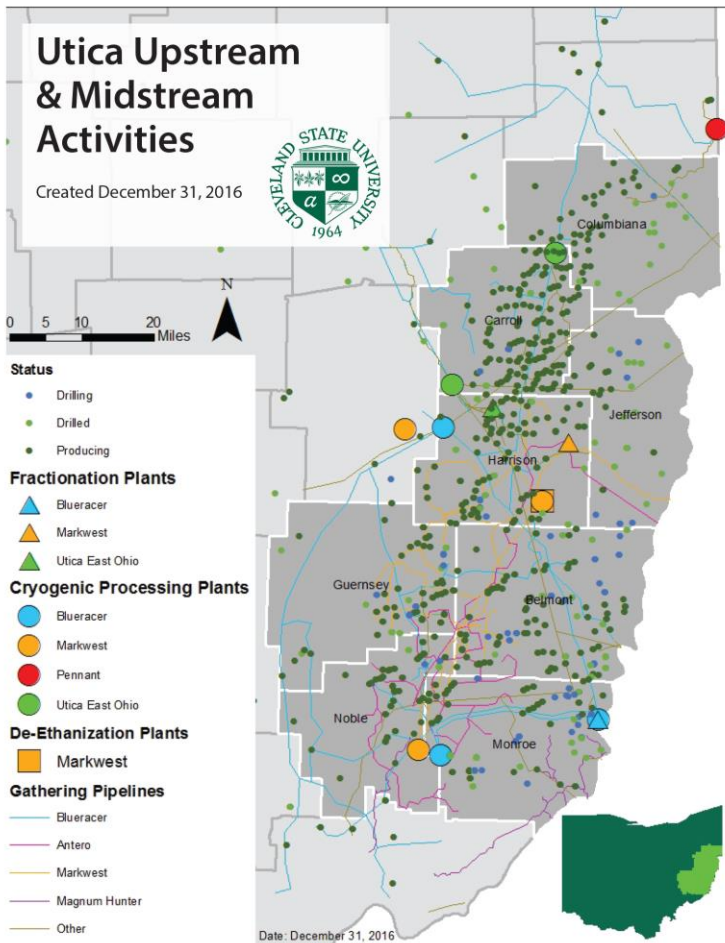 Utica Upstream
& Midstream
Activities
Created December 31, 2016
CLEVELAND STATE UNIVERSITY
1964
α
∞
N
0 5 10 20
Miles
Status
Drilling
Drilled
Producing
Fractionation Plants
Blueracer
Markwest
Utica East Ohio
Cryogenic Processing Plants
Blueracer
Markwest
Pennant
Utica East Ohio
De-Ethanization Plants
Markwest
Gathering Pipelines
Blueracer
Antero
Markwest
Magnum Hunter
Other
Columbiana
Carroll
Jefferson
Harrison
Guernsey
Belmont
Noble
Monroe
Date: December 31, 2016